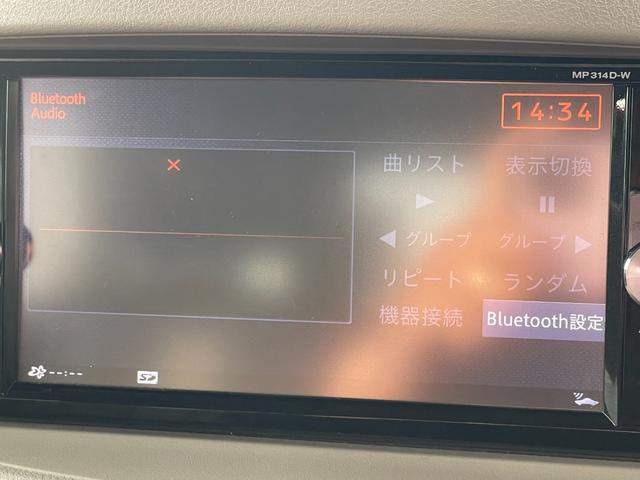 MP314D-W
Bluetooth
Audio
14:34
曲リスト 表示切換
◀ グループ グループ ▶
リピート ランダム
機器接続 Bluetooth設定
--:--
SD